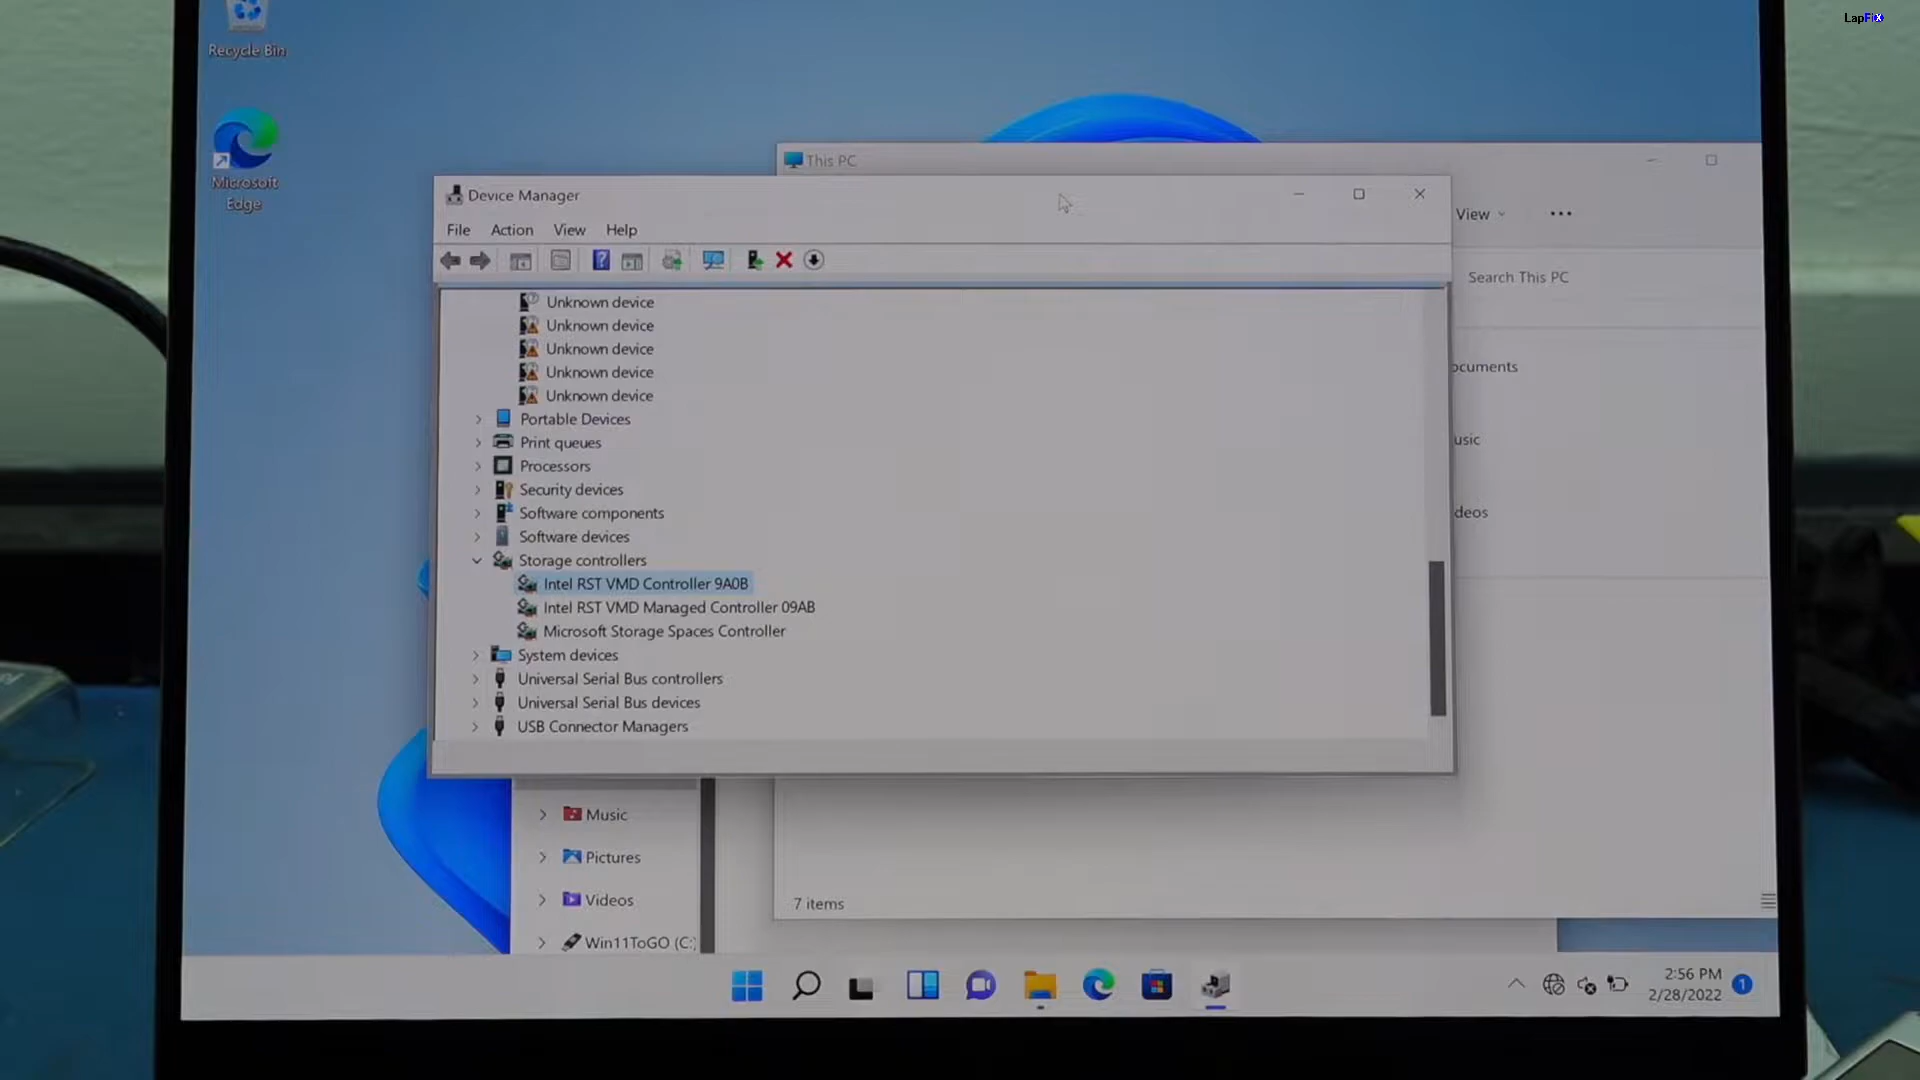 LapFix
Recycle Bin
Microsoft
Edge
This PC
View
Search This PC
Device Manager
File Action View Help
Unknown device
Unknown device
Unknown device
Unknown device
Unknown device
Portable Devices
Print queues
Processors
Security devices
Software components
Software devices
Storage controllers
Intel RST VMD Controller 9A0B
Intel RST VMD Managed Controller 09AB
Microsoft Storage Spaces Controller
System devices
Universal Serial Bus controllers
Universal Serial Bus devices
USB Connector Managers
ocuments
usic
deos
Music
Pictures
Videos
Win11ToGO (C:)
7 items
2:56 PM
2/28/2022
1